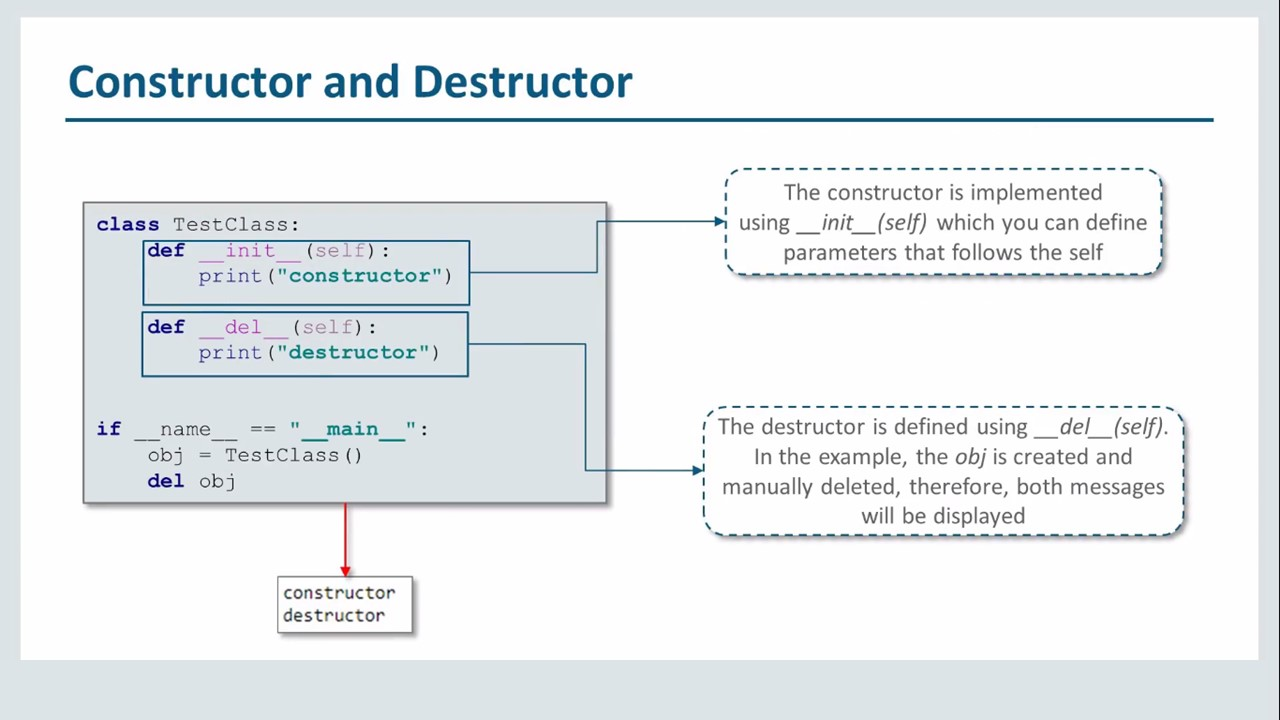 Constructor and Destructor
class TestClass:
def __init__(self):
print("constructor")
def __del__(self):
print("destructor")
if __name__ == "__main__":
obj = TestClass()
del obj
constructor
destructor
The constructor is implemented
using __init__(self) which you can define
parameters that follows the self
The destructor is defined using __del__(self).
In the example, the obj is created and
manually deleted, therefore, both messages
will be displayed